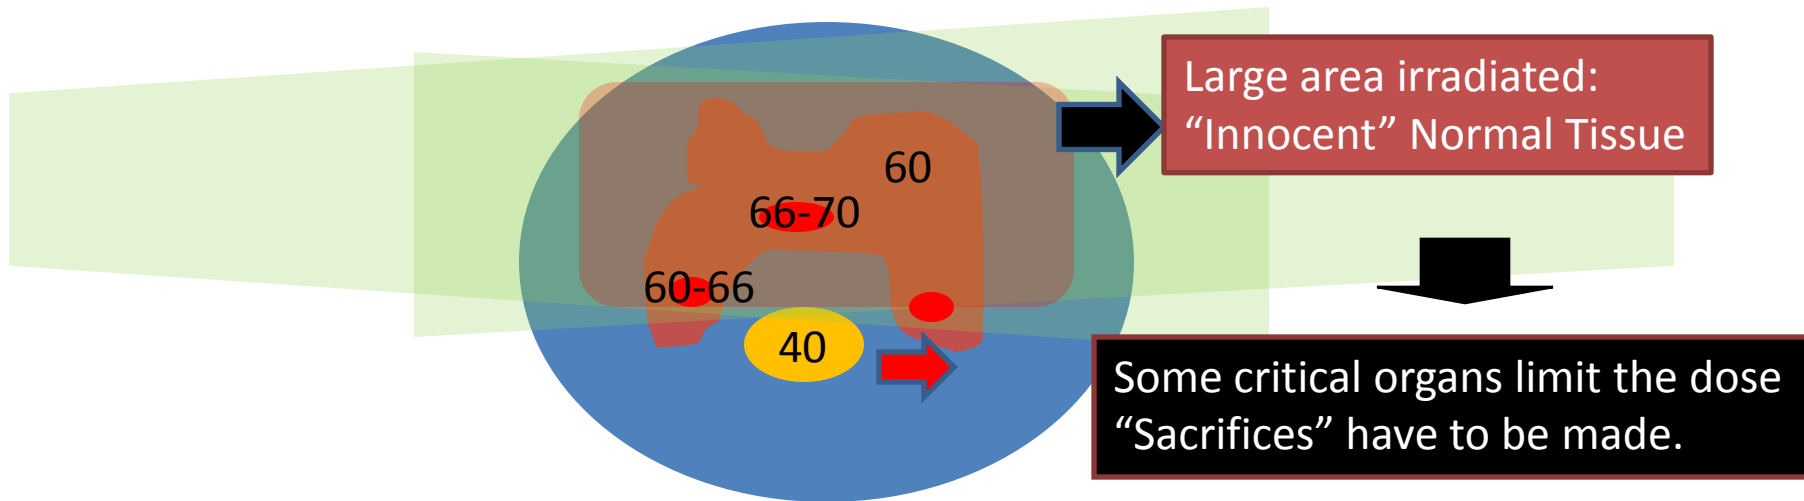 Large area irradiated:
“Innocent” Normal Tissue
60
66-70
60-66
40
Some critical organs limit the dose
“Sacrifices” have to be made.